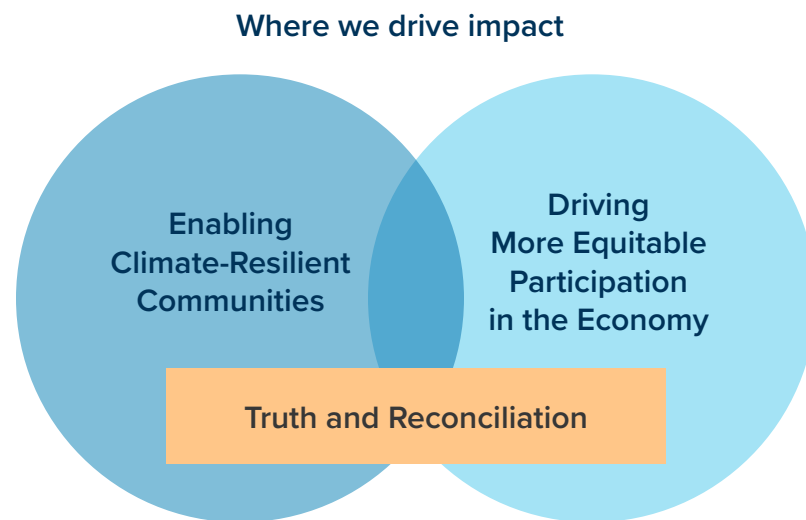 Where we drive impact
Enabling
Climate-Resilient
Communities
Driving
More Equitable
Participation
in the Economy
Truth and Reconciliation